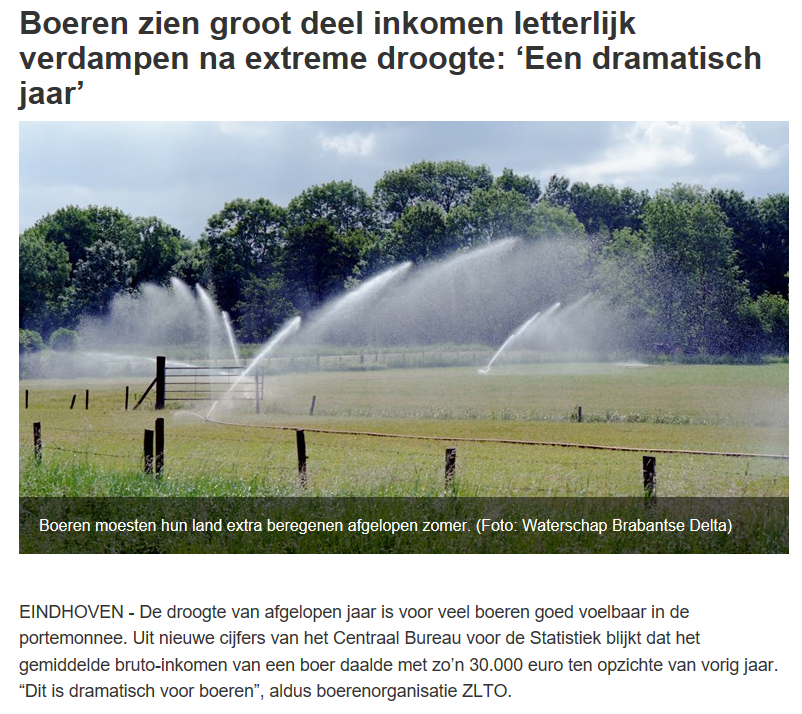 Boeren zien groot deel inkomen letterlijk
verdampen na extreme droogte: ‘Een dramatisch
jaar’
Boeren moesten hun land extra beregenen afgelopen zomer. (Foto: Waterschap Brabantse Delta)
EINDHOVEN - De droogte van afgelopen jaar is voor veel boeren goed voelbaar in de
portemonnee. Uit nieuwe cijfers van het Centraal Bureau voor de Statistiek blijkt dat het
gemiddelde bruto-inkomen van een boer daalde met zo’n 30.000 euro ten opzichte van vorig jaar.
“Dit is dramatisch voor boeren”, aldus boerenorganisatie ZLTO.